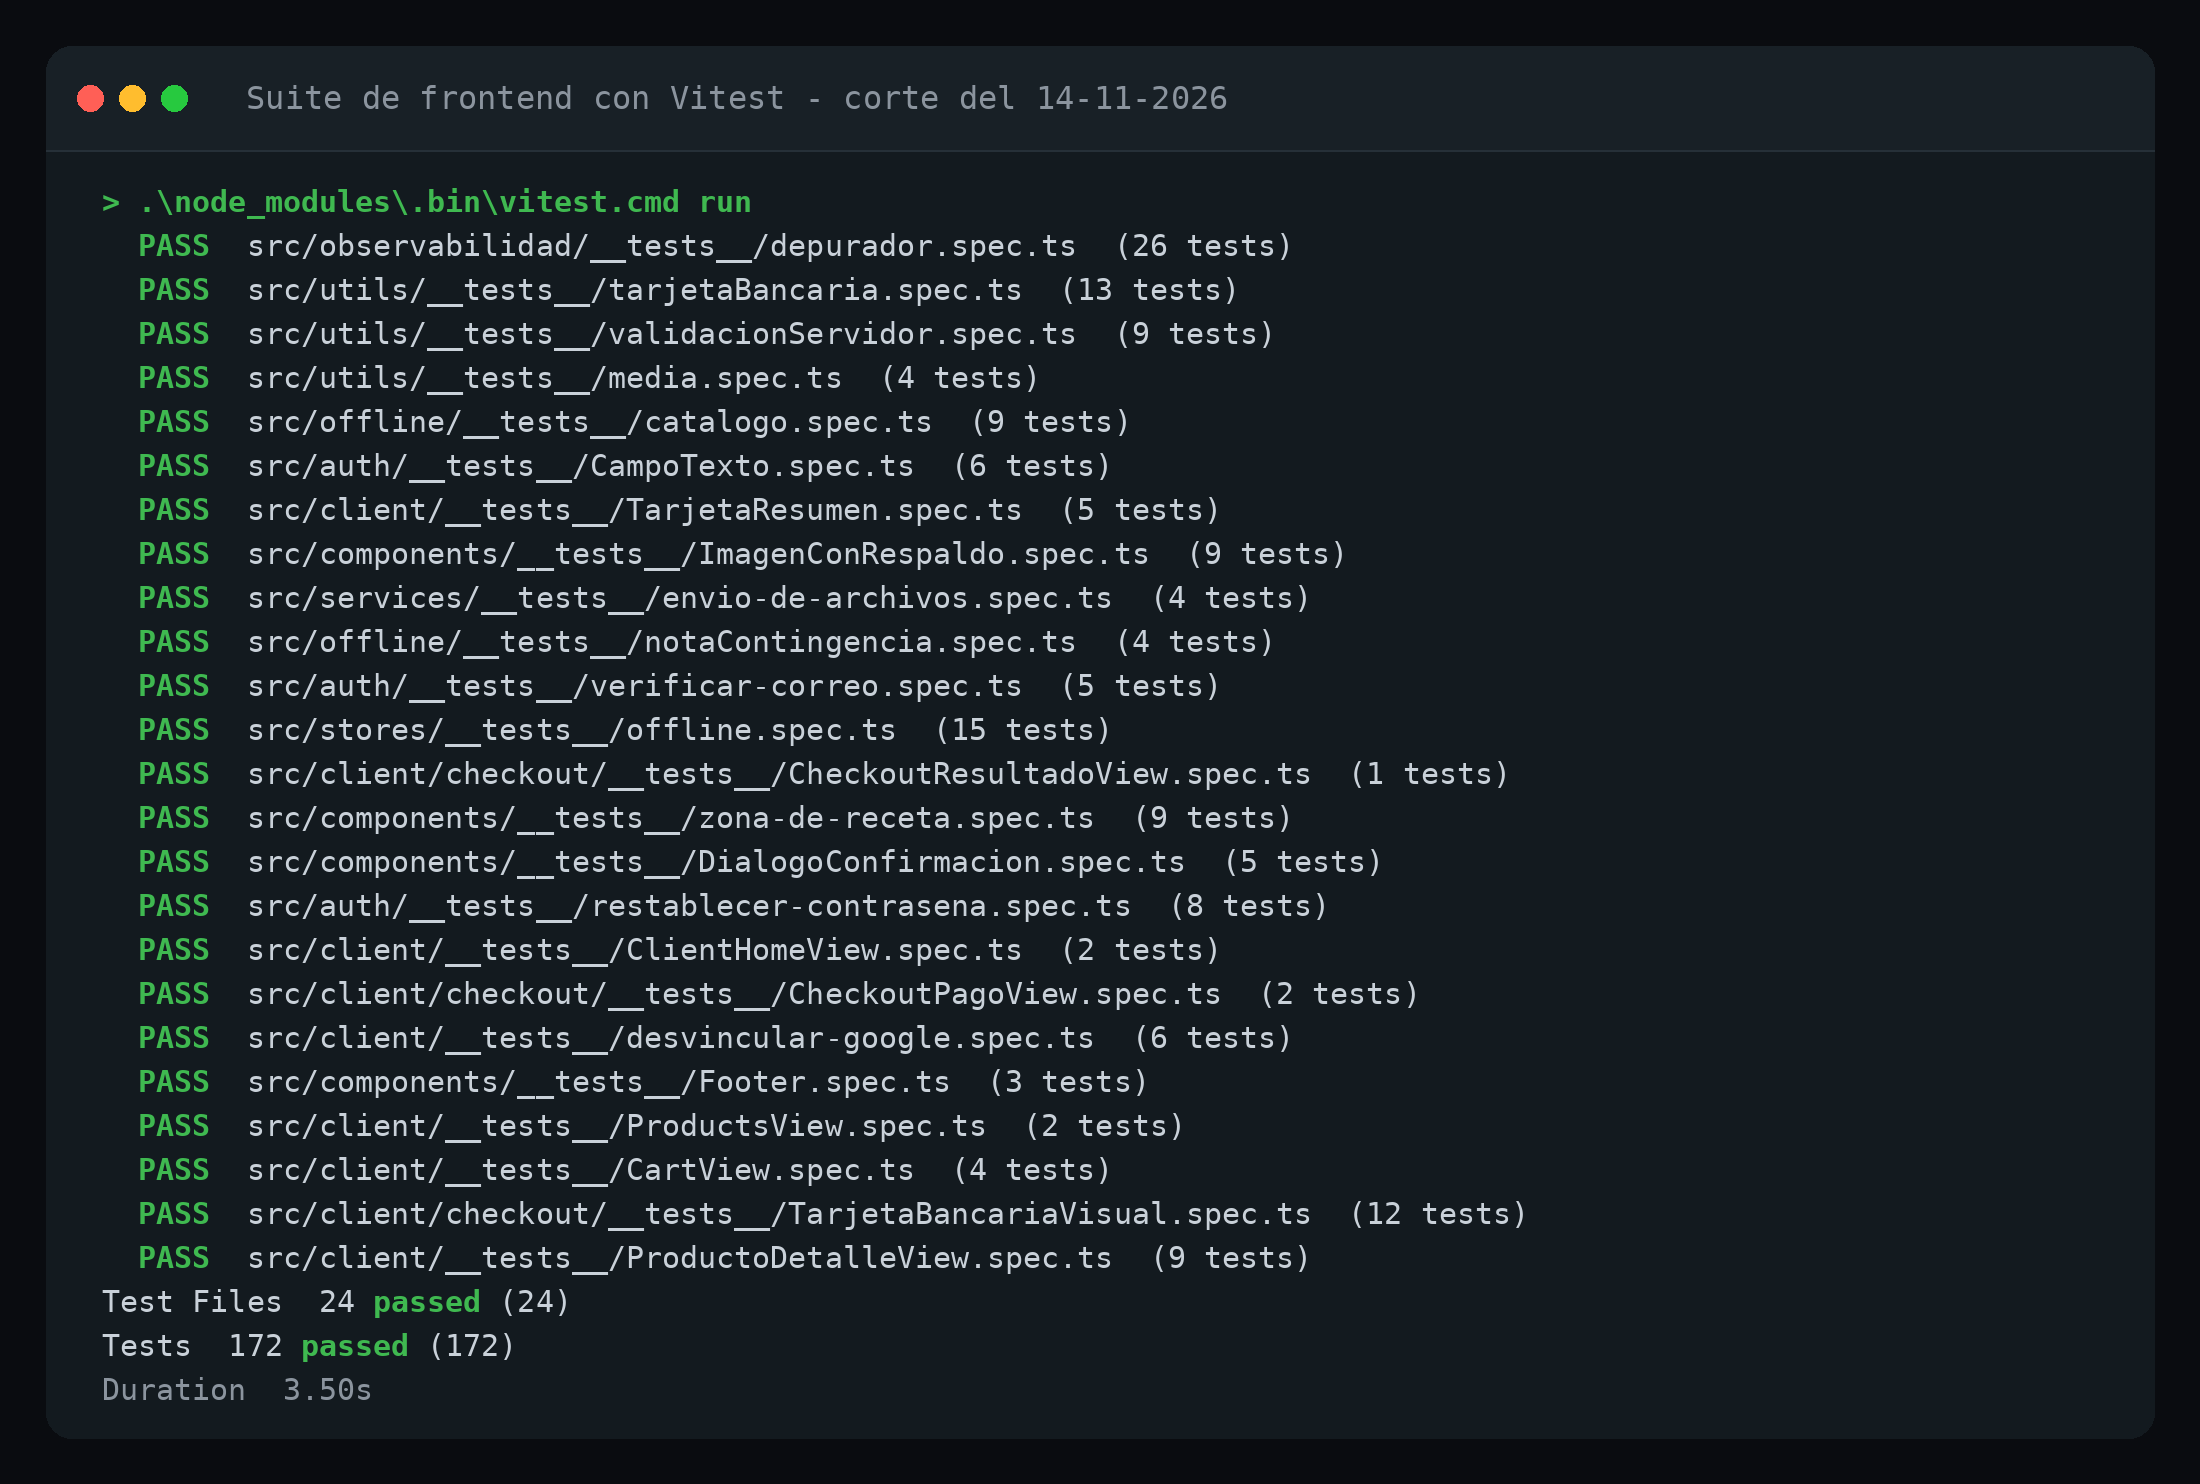 Suite de frontend con Vitest - corte del 14-11-2026
> .\node_modules\.bin\vitest.cmd run
PASS  src/observabilidad/__tests__/depurador.spec.ts  (26 tests)
PASS  src/utils/__tests__/tarjetaBancaria.spec.ts  (13 tests)
PASS  src/utils/__tests__/validacionServidor.spec.ts  (9 tests)
PASS  src/utils/__tests__/media.spec.ts  (4 tests)
PASS  src/offline/__tests__/catalogo.spec.ts  (9 tests)
PASS  src/auth/__tests__/CampoTexto.spec.ts  (6 tests)
PASS  src/client/__tests__/TarjetaResumen.spec.ts  (5 tests)
PASS  src/components/__tests__/ImagenConRespaldo.spec.ts  (9 tests)
PASS  src/services/__tests__/envio-de-archivos.spec.ts  (4 tests)
PASS  src/offline/__tests__/notaContingencia.spec.ts  (4 tests)
PASS  src/auth/__tests__/verificar-correo.spec.ts  (5 tests)
PASS  src/stores/__tests__/offline.spec.ts  (15 tests)
PASS  src/client/checkout/__tests__/CheckoutResultadoView.spec.ts  (1 tests)
PASS  src/components/__tests__/zona-de-receta.spec.ts  (9 tests)
PASS  src/components/__tests__/DialogoConfirmacion.spec.ts  (5 tests)
PASS  src/auth/__tests__/restablecer-contrasena.spec.ts  (8 tests)
PASS  src/client/__tests__/ClientHomeView.spec.ts  (2 tests)
PASS  src/client/checkout/__tests__/CheckoutPagoView.spec.ts  (2 tests)
PASS  src/client/__tests__/desvincular-google.spec.ts  (6 tests)
PASS  src/components/__tests__/Footer.spec.ts  (3 tests)
PASS  src/client/__tests__/ProductsView.spec.ts  (2 tests)
PASS  src/client/__tests__/CartView.spec.ts  (4 tests)
PASS  src/client/checkout/__tests__/TarjetaBancariaVisual.spec.ts  (12 tests)
PASS  src/client/__tests__/ProductoDetalleView.spec.ts  (9 tests)
Test Files  24 passed (24)
Tests  172 passed (172)
Duration  3.50s